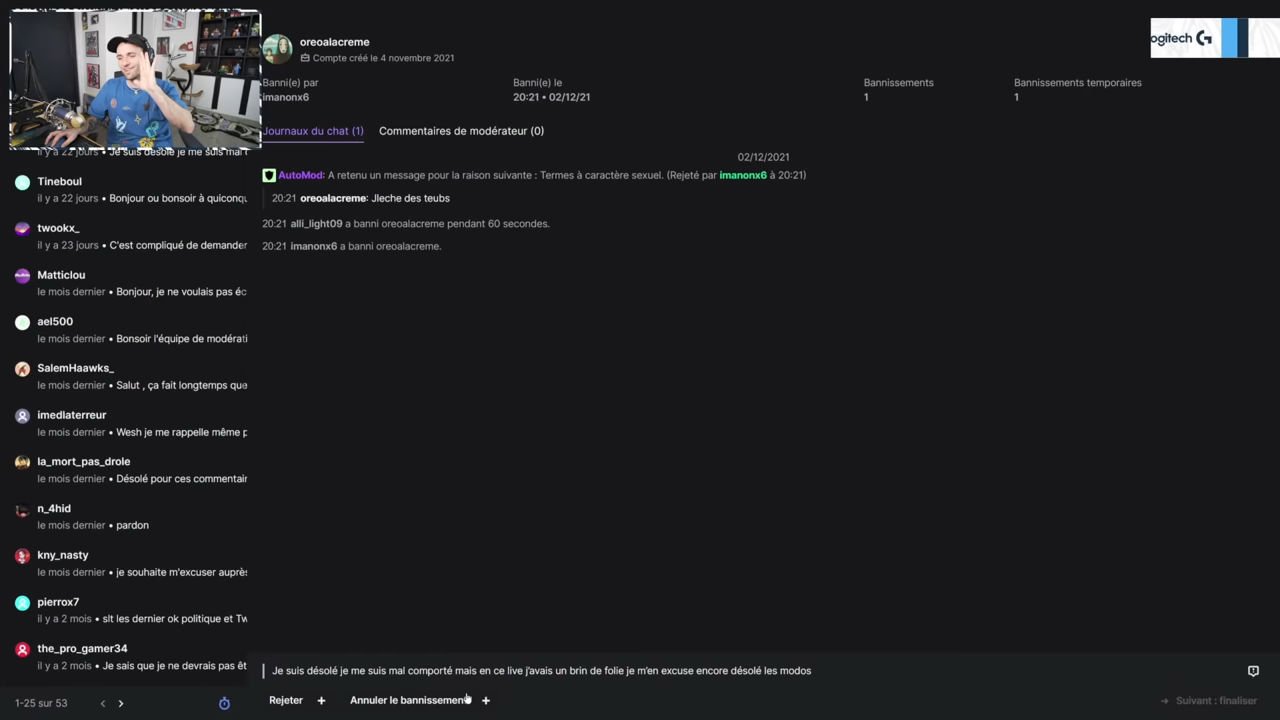 oreoalacreme
Compte créé le 4 novembre 2021
ogitech G
Banni(e) par
imanonx6
Banni(e) le
20:21 • 02/12/21
Bannissements
1
Bannissements temporaires
1
Journaux du chat (1)
Commentaires de modérateur (0)
02/12/2021
AutoMod: A retenu un message pour la raison suivante : Termes à caractère sexuel. (Rejeté par imanonx6 à 20:21)
20:21 oreoalacreme: Jleche des teubs
20:21 alli_light09 a banni oreoalacreme pendant 60 secondes.
20:21 imanonx6 a banni oreoalacreme.
il y a 22 jours • Je suis désolé je me suis mal c
Tineboul
il y a 22 jours • Bonjour ou bonsoir à quiconqu
twookx_
il y a 23 jours • C'est compliqué de demander
Matticlou
le mois dernier • Bonjour, je ne voulais pas éc
ael500
le mois dernier • Bonsoir l'équipe de modérati
SalemHaawks_
le mois dernier • Salut , ça fait longtemps que
imedlaterreur
le mois dernier • Wesh je me rappelle même p
la_mort_pas_drole
le mois dernier • Désolé pour ces commentair
n_4hid
le mois dernier • pardon
kny_nasty
le mois dernier • je souhaite m'excuser auprès
pierrox7
il y a 2 mois • slt les dernier ok politique et Tw
the_pro_gamer34
il y a 2 mois • Je sais que je ne devrais pas êt
1-25 sur 53
Je suis désolé je me suis mal comporté mais en ce live j'avais un brin de folie je m'en excuse encore désolé les modos
Rejeter +
Annuler le bannissement +
Suivant : finaliser